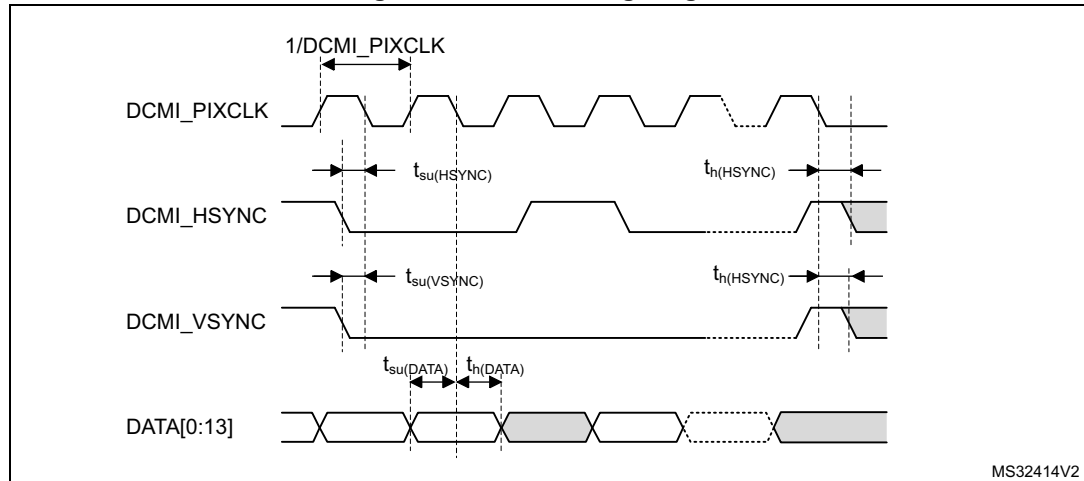 1/DCMI_PIXCLK
DCMI_PIXCLK
tsu(HSYNC) th(HSYNC)
DCMI_HSYNC
tsu(VSYNC) th(HSYNC)
DCMI_VSYNC
tsu(DATA) th(DATA)
DATA[0:13]
MS32414V2